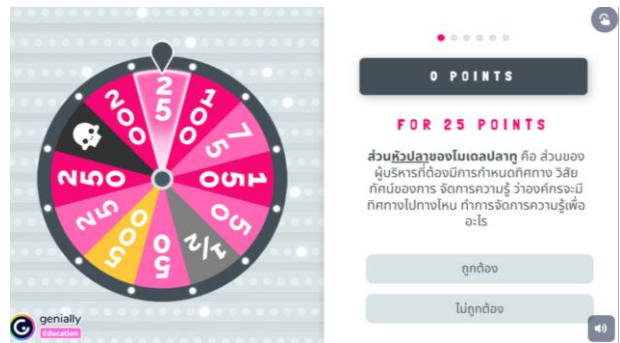 25
100
75
150
50
1/2
50
500
25
250
200
genially
Education
0 POINTS
FOR 25 POINTS
ส่วนหัวปลาของโมเดลปลาทู คือ ส่วนของ
ผู้บริหารที่ต้องมีการกำหนดทิศทาง วิสัย
ทัศน์ของการ จัดการความรู้ ว่าองค์กรจะมี
ทิศทางไปทางไหน ทำการจัดการความรู้เพื่อ
อะไร
ถูกต้อง
ไม่ถูกต้อง